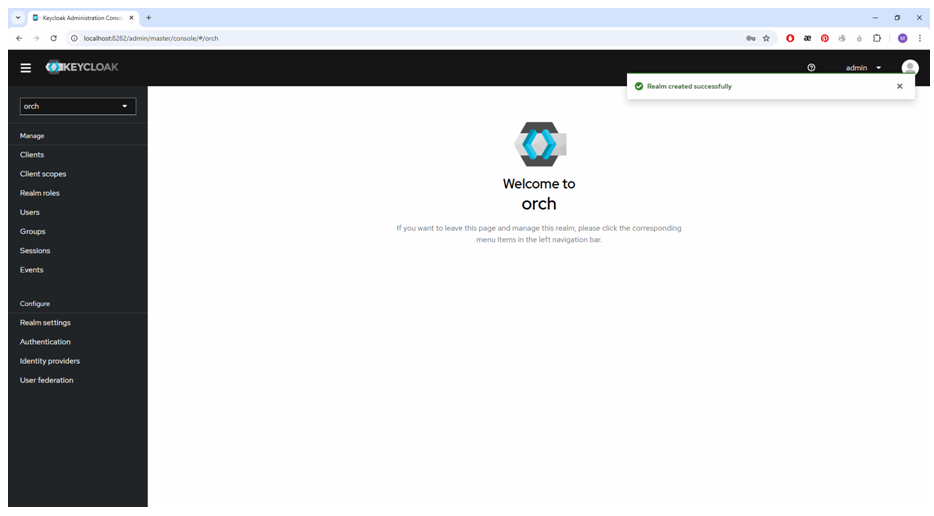 Keycloak Administration Conso
localhost:8282/admin/master/console/#/orch
KEYCLOAK
admin
Realm created successfully
orch
Manage
Clients
Client scopes
Realm roles
Users
Groups
Sessions
Events
Configure
Realm settings
Authentication
Identity providers
User federation
Welcome to
orch
If you want to leave this page and manage this realm, please click the corresponding
menu items in the left navigation bar.